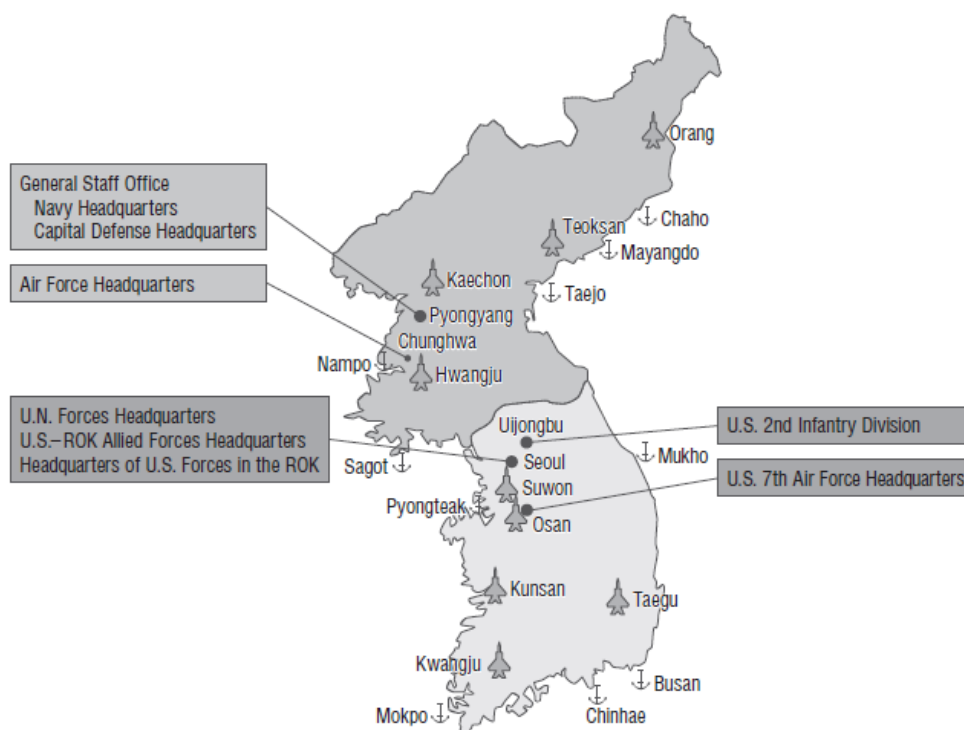 Orang
General Staff Office
Navy Headquarters
Capital Defense Headquarters
Chaho
Teoksan
Mayangdo
Kaechon
Air Force Headquarters
Taejo
Pyongyang
Chunghwa
Nampo
Hwangju
U.N. Forces Headquarters
U.S.–ROK Allied Forces Headquarters
Headquarters of U.S. Forces in the ROK
Uijongbu
U.S. 2nd Infantry Division
Mukho
Sagot
Seoul
U.S. 7th Air Force Headquarters
Suwon
Pyongteak
Osan
Kunsan
Taegu
Kwangju
Busan
Mokpo
Chinhae